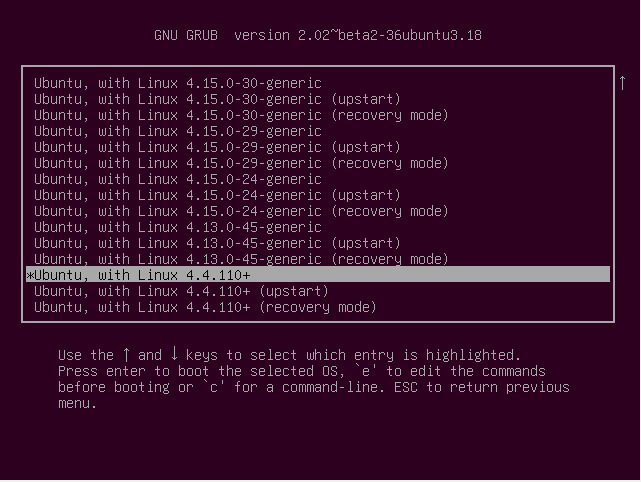 GNU GRUB  version 2.02~beta2-36ubuntu3.18
Ubuntu, with Linux 4.15.0-30-generic
↑
Ubuntu, with Linux 4.15.0-30-generic (upstart)
Ubuntu, with Linux 4.15.0-30-generic (recovery mode)
Ubuntu, with Linux 4.15.0-29-generic
Ubuntu, with Linux 4.15.0-29-generic (upstart)
Ubuntu, with Linux 4.15.0-29-generic (recovery mode)
Ubuntu, with Linux 4.15.0-24-generic
Ubuntu, with Linux 4.15.0-24-generic (upstart)
Ubuntu, with Linux 4.15.0-24-generic (recovery mode)
Ubuntu, with Linux 4.13.0-45-generic
Ubuntu, with Linux 4.13.0-45-generic (upstart)
Ubuntu, with Linux 4.13.0-45-generic (recovery mode)
*Ubuntu, with Linux 4.4.110+
Ubuntu, with Linux 4.4.110+ (upstart)
Ubuntu, with Linux 4.4.110+ (recovery mode)
Use the ↑ and ↓ keys to select which entry is highlighted.
Press enter to boot the selected OS, `e' to edit the commands
before booting or `c' for a command-line. ESC to return previous
menu.